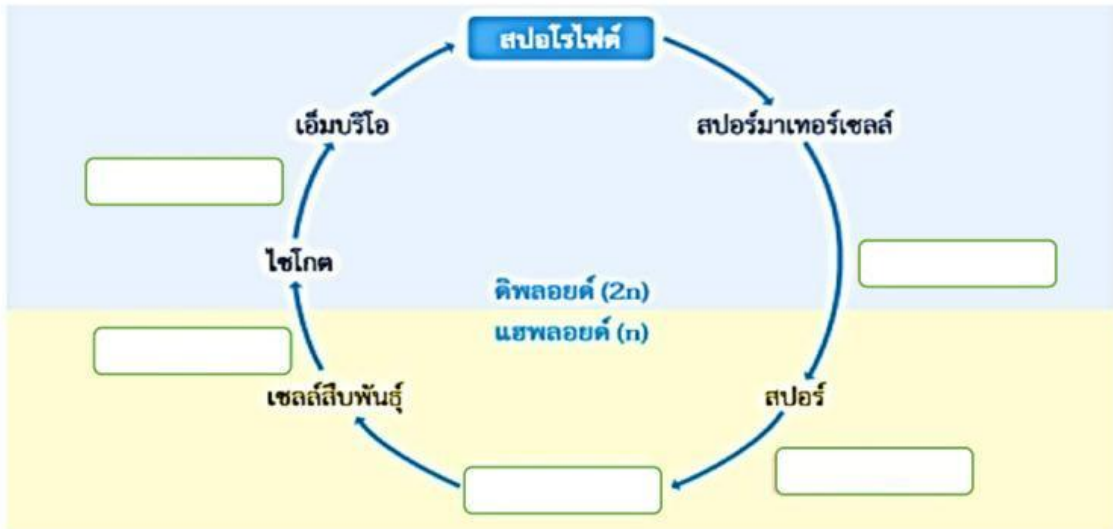 สปอโรไฟต์
เอ็มบริโอ
สปอร์มาเทอร์เซลล์
ไซโกต
ดิพลอยด์ (2n)
แฮพลอยด์ (n)
เซลล์สืบพันธุ์
สปอร์